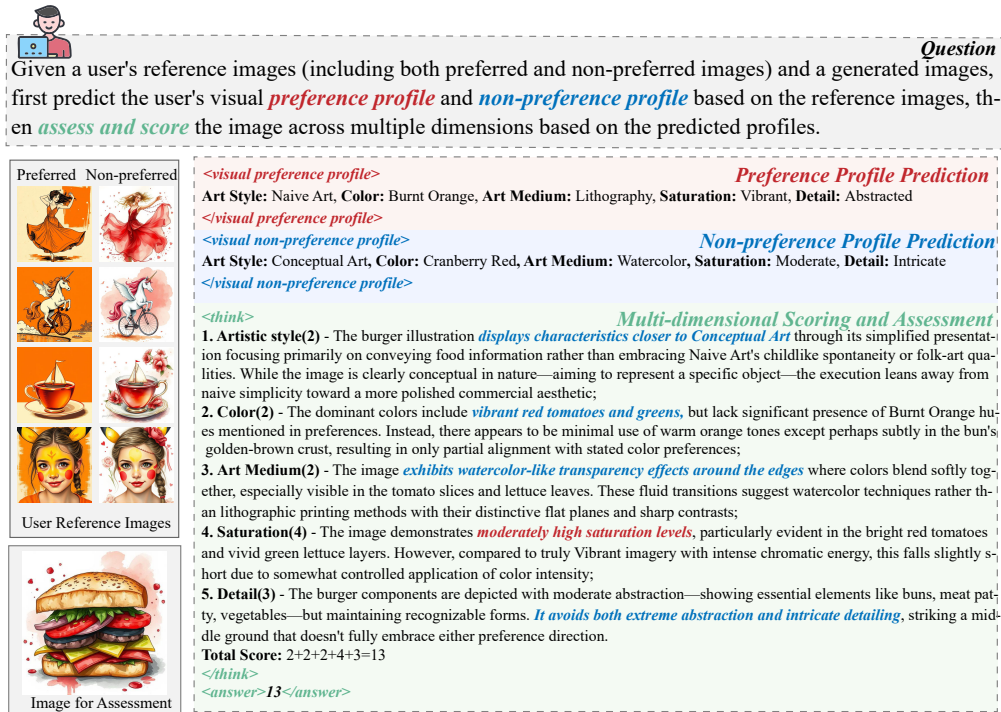 Question
Given a user's reference images (including both preferred and non-preferred images) and a generated images,
first predict the user's visual preference profile and non-preference profile based on the reference images, th-
en assess and score the image across multiple dimensions based on the predicted profiles.
Preferred Non-preferred
User Reference Images
Image for Assessment
<visual preference profile>
Preference Profile Prediction
Art Style: Naive Art, Color: Burnt Orange, Art Medium: Lithography, Saturation: Vibrant, Detail: Abstracted
</visual preference profile>
<visual non-preference profile>
Non-preference Profile Prediction
Art Style: Conceptual Art, Color: Cranberry Red, Art Medium: Watercolor, Saturation: Moderate, Detail: Intricate
</visual non-preference profile>
<think>
Multi-dimensional Scoring and Assessment
1. Artistic style(2) - The burger illustration displays characteristics closer to Conceptual Art through its simplified presentat-
ion focusing primarily on conveying food information rather than embracing Naive Art's childlike spontaneity or folk-art qua-
lities. While the image is clearly conceptual in nature—aiming to represent a specific object—the execution leans away from
naive simplicity toward a more polished commercial aesthetic;
2. Color(2) - The dominant colors include vibrant red tomatoes and greens, but lack significant presence of Burnt Orange hu-
es mentioned in preferences. Instead, there appears to be minimal use of warm orange tones except perhaps subtly in the bun's
golden-brown crust, resulting in only partial alignment with stated color preferences;
3. Art Medium(2) - The image exhibits watercolor-like transparency effects around the edges where colors blend softly tog-
ether, especially visible in the tomato slices and lettuce leaves. These fluid transitions suggest watercolor techniques rather th-
an lithographic printing methods with their distinctive flat planes and sharp contrasts;
4. Saturation(4) - The image demonstrates moderately high saturation levels, particularly evident in the bright red tomatoes
and vivid green lettuce layers. However, compared to truly Vibrant imagery with intense chromatic energy, this falls slightly s-
hort due to somewhat controlled application of color intensity;
5. Detail(3) - The burger components are depicted with moderate abstraction—showing essential elements like buns, meat pat-
ty, vegetables—but maintaining recognizable forms. It avoids both extreme abstraction and intricate detailing, striking a mid-
dle ground that doesn't fully embrace either preference direction.
Total Score: 2+2+2+4+3=13
</think>
<answer>13</answer>